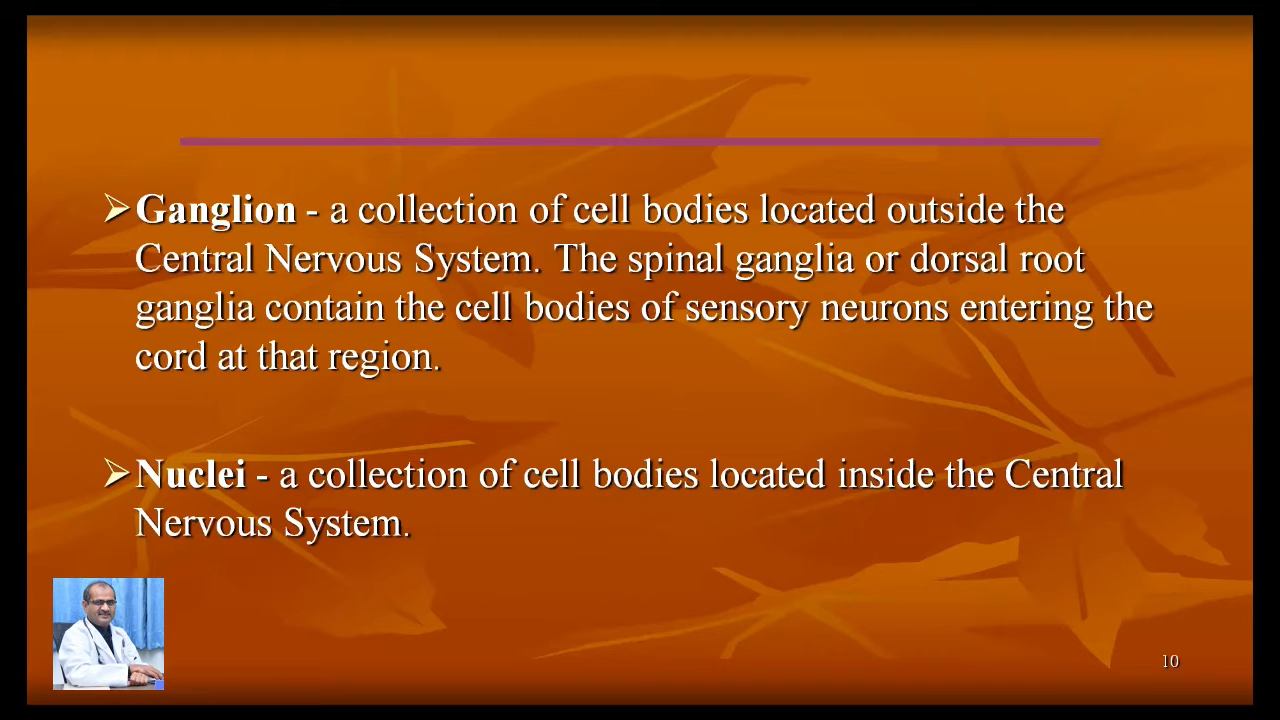 Ganglion - a collection of cell bodies located outside the
Central Nervous System. The spinal ganglia or dorsal root
ganglia contain the cell bodies of sensory neurons entering the
cord at that region.
Nuclei - a collection of cell bodies located inside the Central
Nervous System.
10